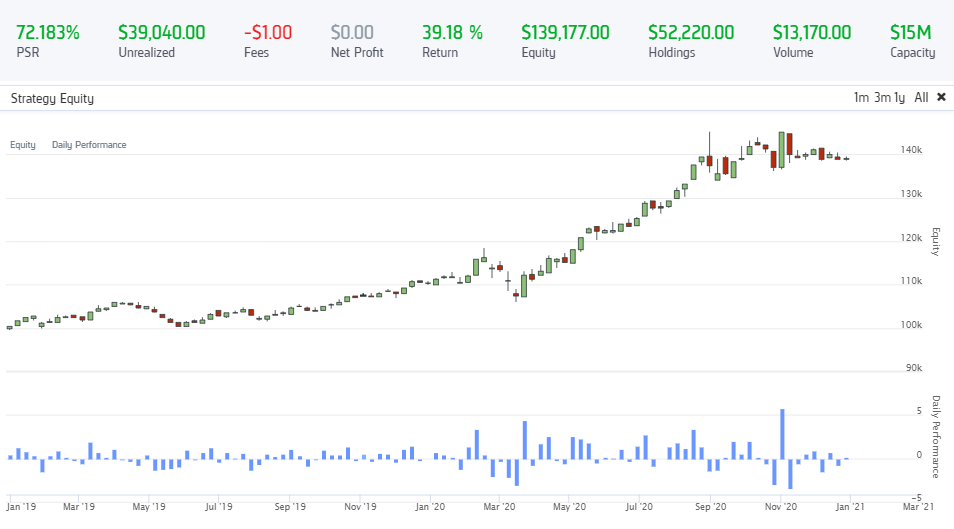 72.183% $39,040.00 -$1.00 $0.00 39.18 % $139,177.00 $52,220.00 $13,170.00 $15M
PSR Unrealized Fees Net Profit Return Equity Holdings Volume Capacity
Strategy Equity 1m 3m 1y All ✖
Equity Daily Performance
140k
130k
120k
110k
100k
90k
Equity
5
0
-5
Daily Performance
Jan '19 Mar '19 May '19 Jul '19 Sep '19 Nov '19 Jan '20 Mar '20 May '20 Jul '20 Sep '20 Nov '20 Jan '21 Mar '21